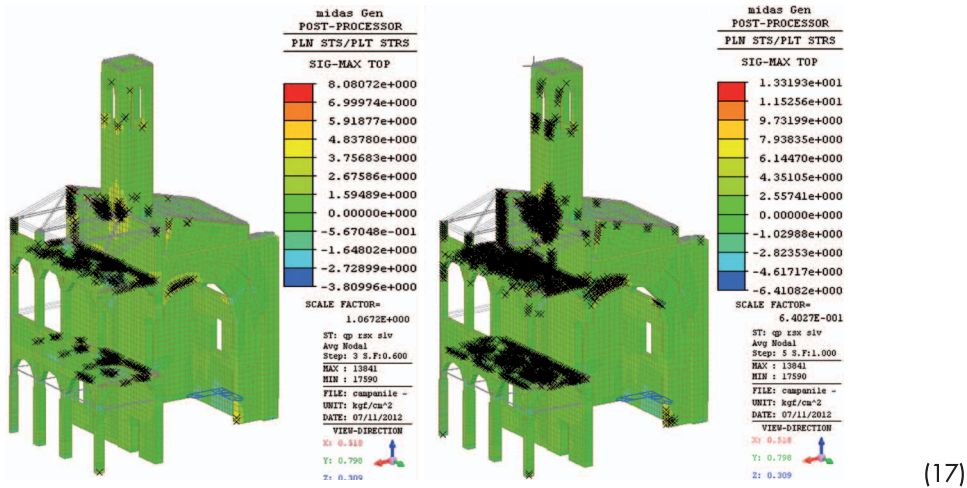 midas Gen
POST-PROCESSOR
PLN STS/PLT STRS
SIG-MAX TOP
8.08072e+000
6.99974e+000
5.91877e+000
4.83780e+000
3.75683e+000
2.67586e+000
1.59489e+000
0.00000e+000
-5.67048e-001
-1.64802e+000
-2.72899e+000
-3.80996e+000
SCALE FACTOR=
1.0672E+000
ST: qp rsx slv
Avg Nodal
Step: 3 S.F:0.600
MAX : 13841
MIN : 17590
FILE: campanile ~
UNIT: kgf/cm^2
DATE: 07/11/2012
VIEW-DIRECTION
X: 0.518
Y: 0.798
Z: 0.309
midas Gen
POST-PROCESSOR
PLN STS/PLT STRS
SIG-MAX TOP
1.33193e+001
1.15256e+001
9.73199e+000
7.93835e+000
6.14470e+000
4.35105e+000
2.55741e+000
0.00000e+000
-1.02988e+000
-2.82353e+000
-4.61717e+000
-6.41082e+000
SCALE FACTOR=
6.4027E-001
ST: qp rsx slv
Avg Nodal
Step: 5 S.F:1.000
MAX : 13841
MIN : 17590
FILE: campanile ~
UNIT: kgf/cm^2
DATE: 07/11/2012
VIEW-DIRECTION
X: 0.518
Y: 0.798
Z: 0.309
(17)